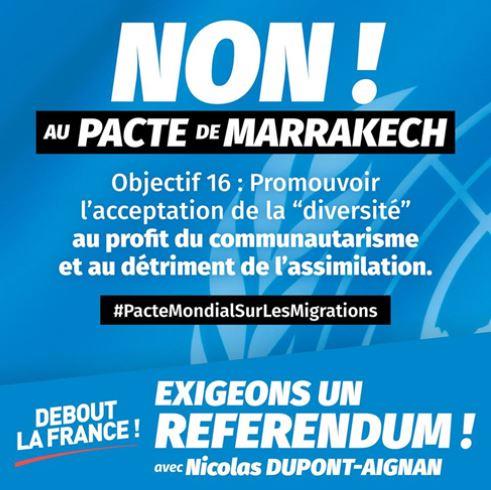 NON !
AU PACTE DE MARRAKECH
Objectif 16 : Promouvoir
l’acceptation de la “diversité”
au profit du communautarisme
et au détriment de l’assimilation.
#PacteMondialSurLesMigrations
DEBOUT
LA FRANCE !
EXIGEONS UN
REFERENDUM !
avec Nicolas DUPONT-AIGNAN